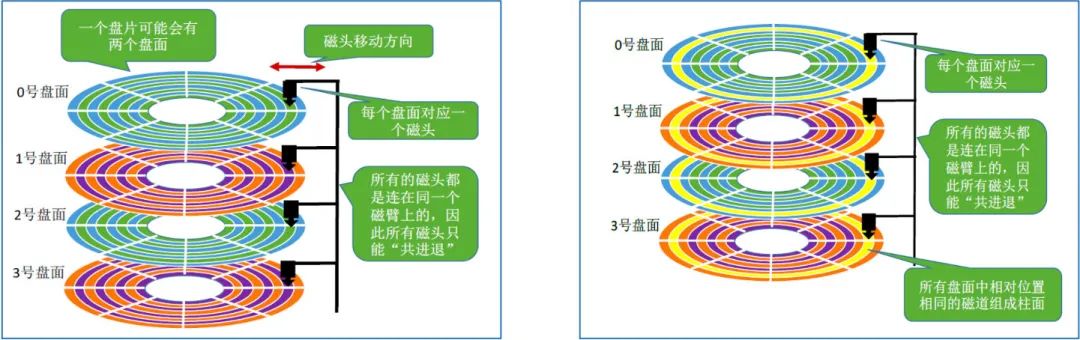 一个盘片可能会有
两个盘面
磁头移动方向
0号盘面
每个盘面对应一
个磁头
1号盘面
所有的磁头都
是连在同一个
磁臂上的，因
此所有磁头只
能“共进退”
2号盘面
3号盘面
0号盘面
每个盘面对应一
个磁头
1号盘面
所有的磁头都
是连在同一个
磁臂上的，因
此所有磁头只
能“共进退”
2号盘面
3号盘面
所有盘面中相对位置
相同的磁道组成柱面